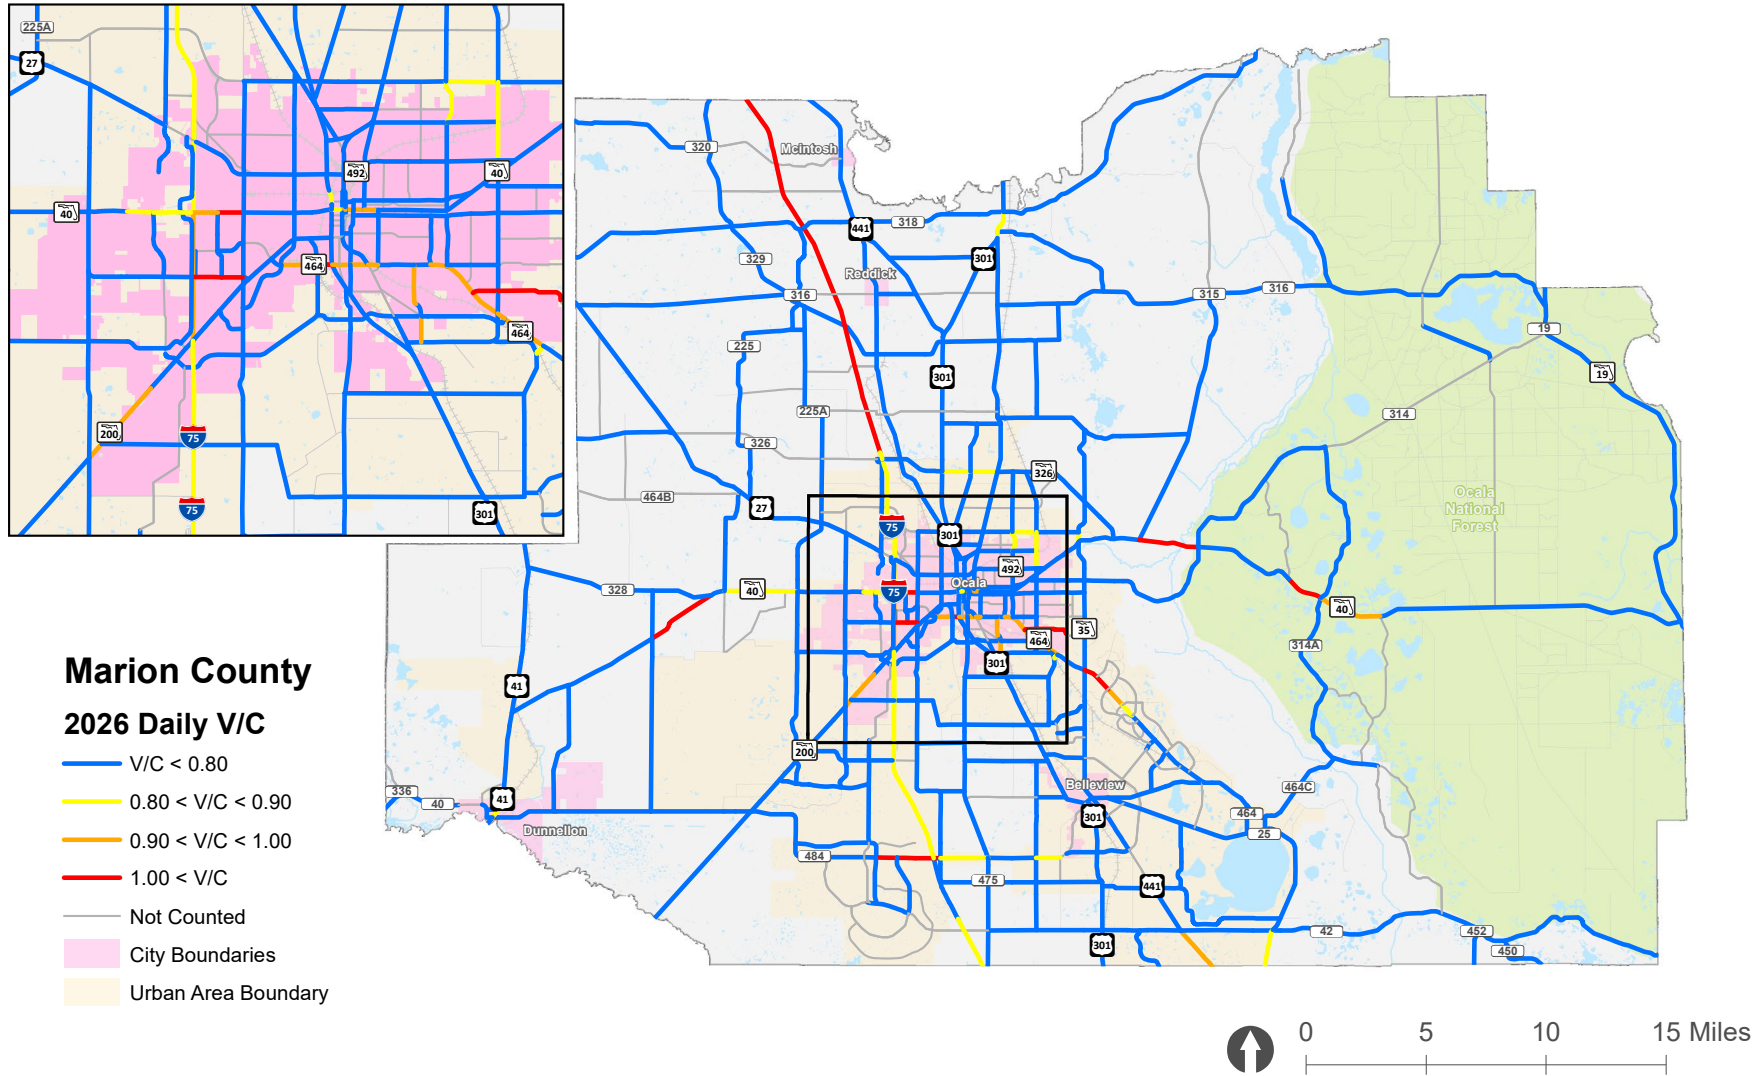 225A
27
492
40
40
464
464
200
75
75
301
320
McIntosh
441
318
329
301
Reddick
316
315
316
19
225
301
19
225A
314
326
326
464B
27
Ocala
National
Forest
75
301
492
Ocala
328
40
75
40
35
464
314A
301
41
200
Belleview
336
40
41
464C
301
464
25
Dunnellon
484
475
441
301
42
452
450
Marion County
2026 Daily V/C
V/C < 0.80
0.80 < V/C < 0.90
0.90 < V/C < 1.00
1.00 < V/C
Not Counted
City Boundaries
Urban Area Boundary
0 5 10 15 Miles